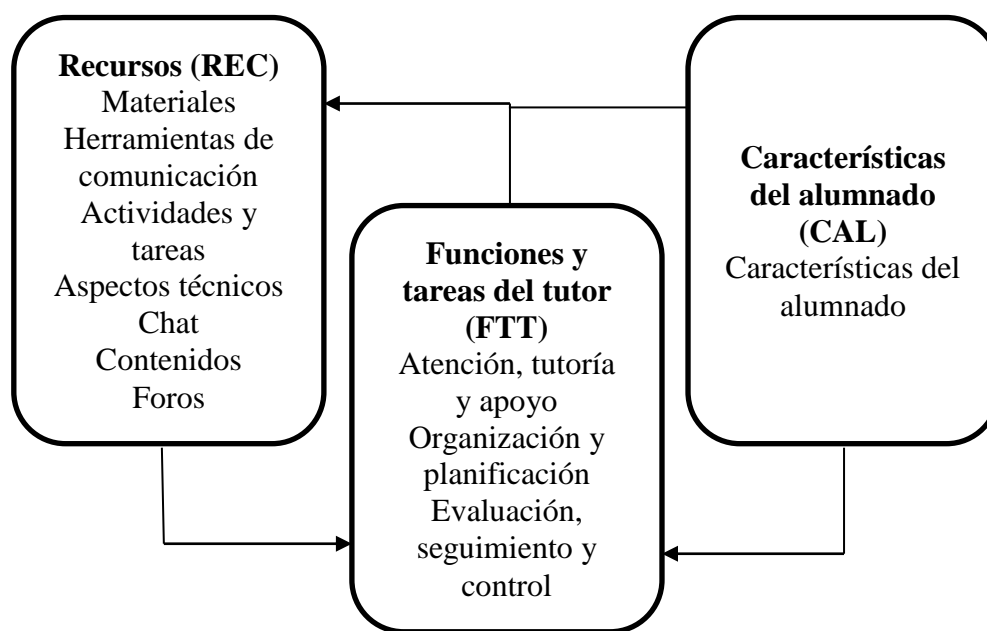 Recursos (REC)
Materiales
Herramientas de
comunicación
Actividades y
tareas
Aspectos técnicos
Chat
Contenidos
Foros
Funciones y
tareas del tutor
(FTT)
Atención, tutoría
y apoyo
Organización y
planificación
Evaluación,
seguimiento y
control
Características
del alumnado
(CAL)
Características del
alumnado